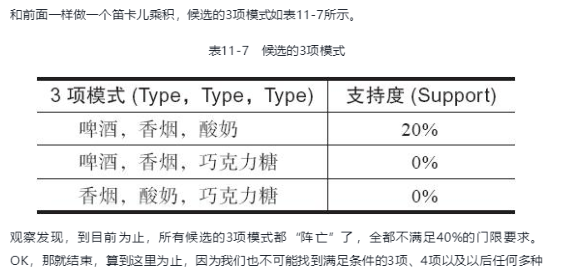 和前面一样做一个笛卡儿乘积，候选的3项模式如表11-7所示。
表11-7 候选的3项模式
3 项模式 (Type，Type，Type) 支持度 (Support)
啤酒，香烟，酸奶 20%
啤酒，香烟，巧克力糖 0%
香烟，酸奶，巧克力糖 0%
观察发现，到目前为止，所有候选的3项模式都“阵亡”了，全都不满足40%的门限要求。
OK，那就结束，算到这里为止，因为我们也不可能找到满足条件的3项、4项以及以后任何多种